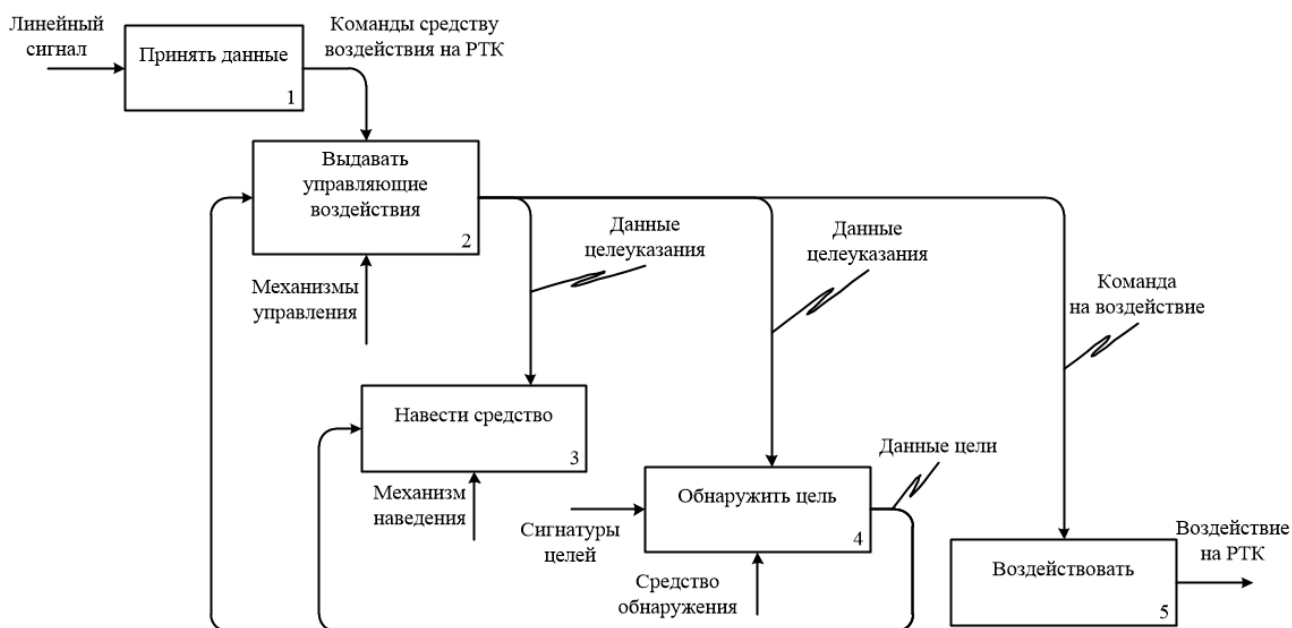 Линейный
сигнал
Принять данные
1
Команды средству
воздействия на РТК
Выдавать
управляющие
воздействия
2
Механизмы
управления
Данные
целеуказания
Данные
целеуказания
Команда
на воздействие
Навести средство
3
Механизм
наведения
Данные цели
Обнаружить цель
4
Сигнатуры
целей
Средство
обнаружения
Воздействовать
5
Воздействие
на РТК